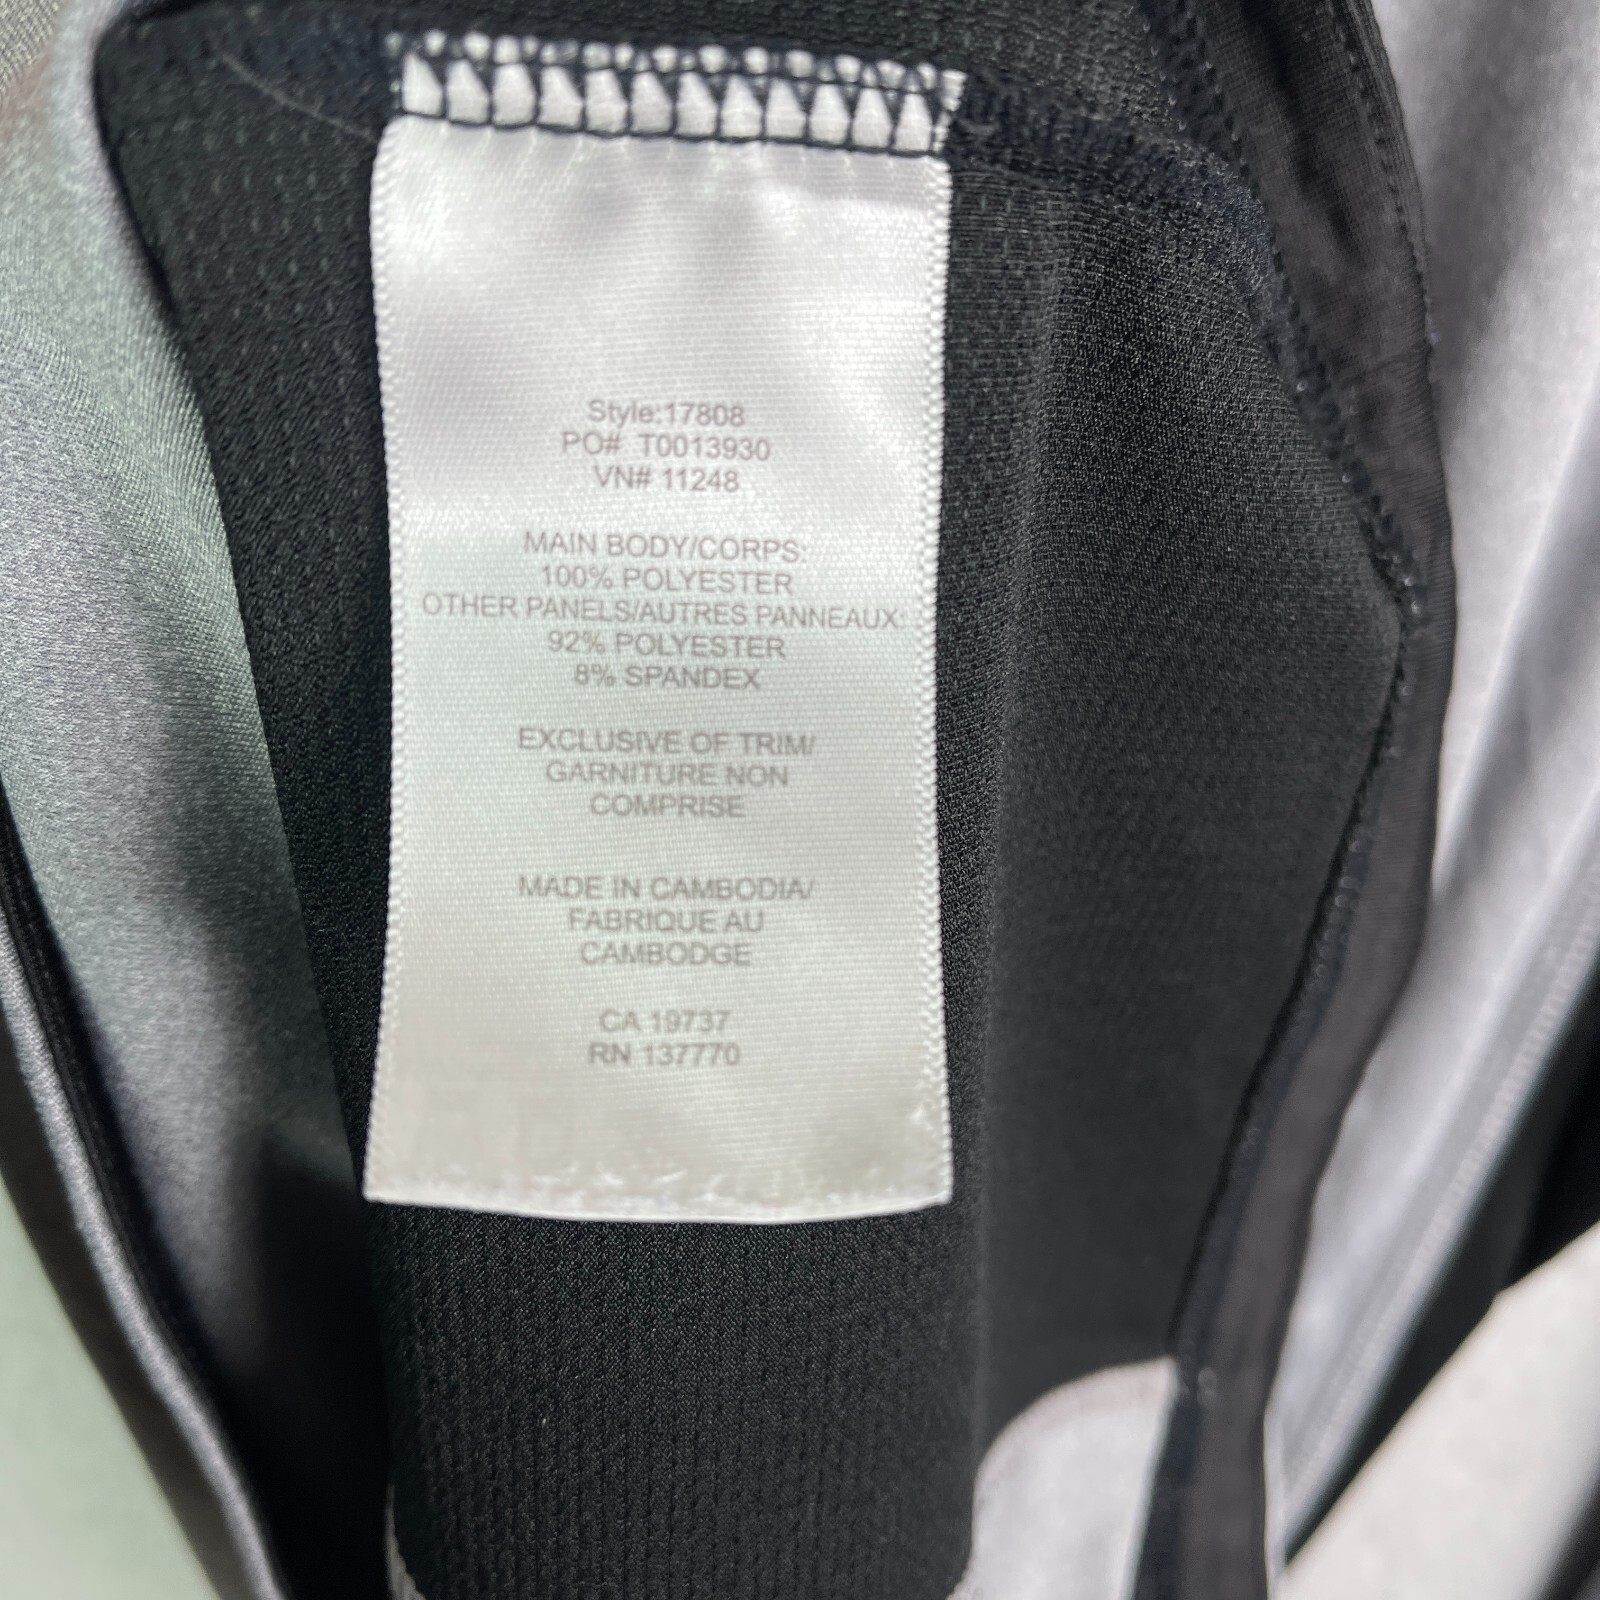 Style:17808
PO# T0013930
VN# 11248
MAIN BODY/CORPS:
100% POLYESTER
OTHER PANELS/AUTRES PANNEAUX:
92% POLYESTER
8% SPANDEX
EXCLUSIVE OF TRIM/
GARNITURE NON
COMPRISE
MADE IN CAMBODIA/
FABRIQUE AU
CAMBODGE
CA 19737
RN 137770